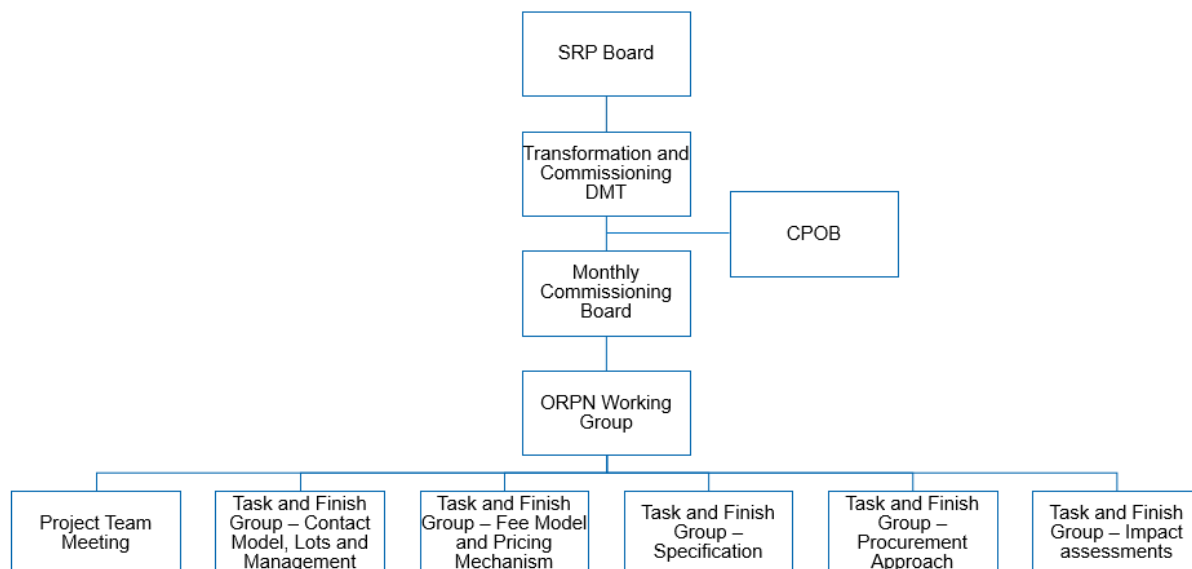 SRP Board
Transformation and
Commissioning
DMT
CPOB
Monthly
Commissioning
Board
ORPN Working
Group
Project Team
Meeting
Task and Finish
Group – Contact
Model, Lots and
Management
Task and Finish
Group – Fee Model
and Pricing
Mechanism
Task and Finish
Group –
Specification
Task and Finish
Group –
Procurement
Approach
Task and Finish
Group – Impact
assessments